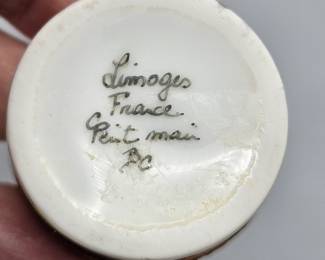 Limoges
France
Peint main
PC